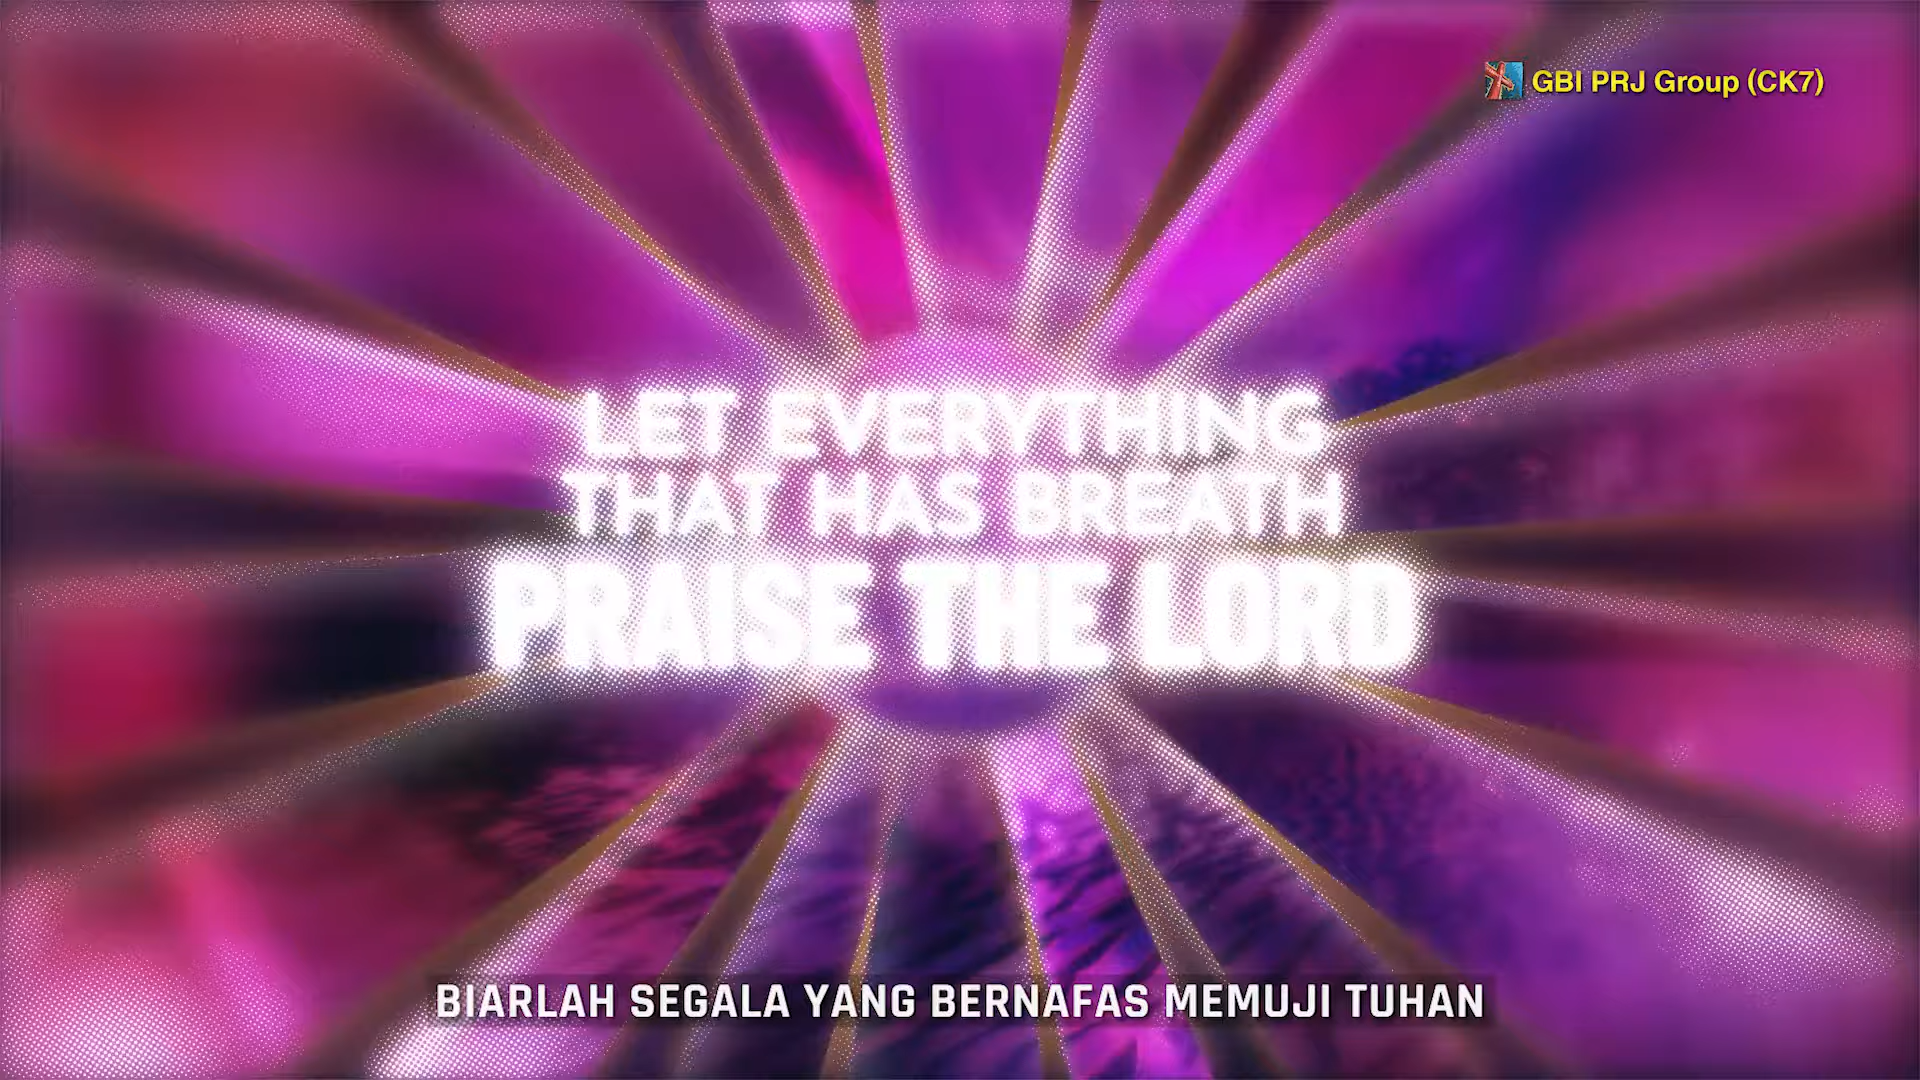 GBI PRJ Group (CK7)
LET EVERYTHING
THAT HAS BREATH
PRAISE THE LORD
BIARLAH SEGALA YANG BERNAFAS MEMUJI TUHAN